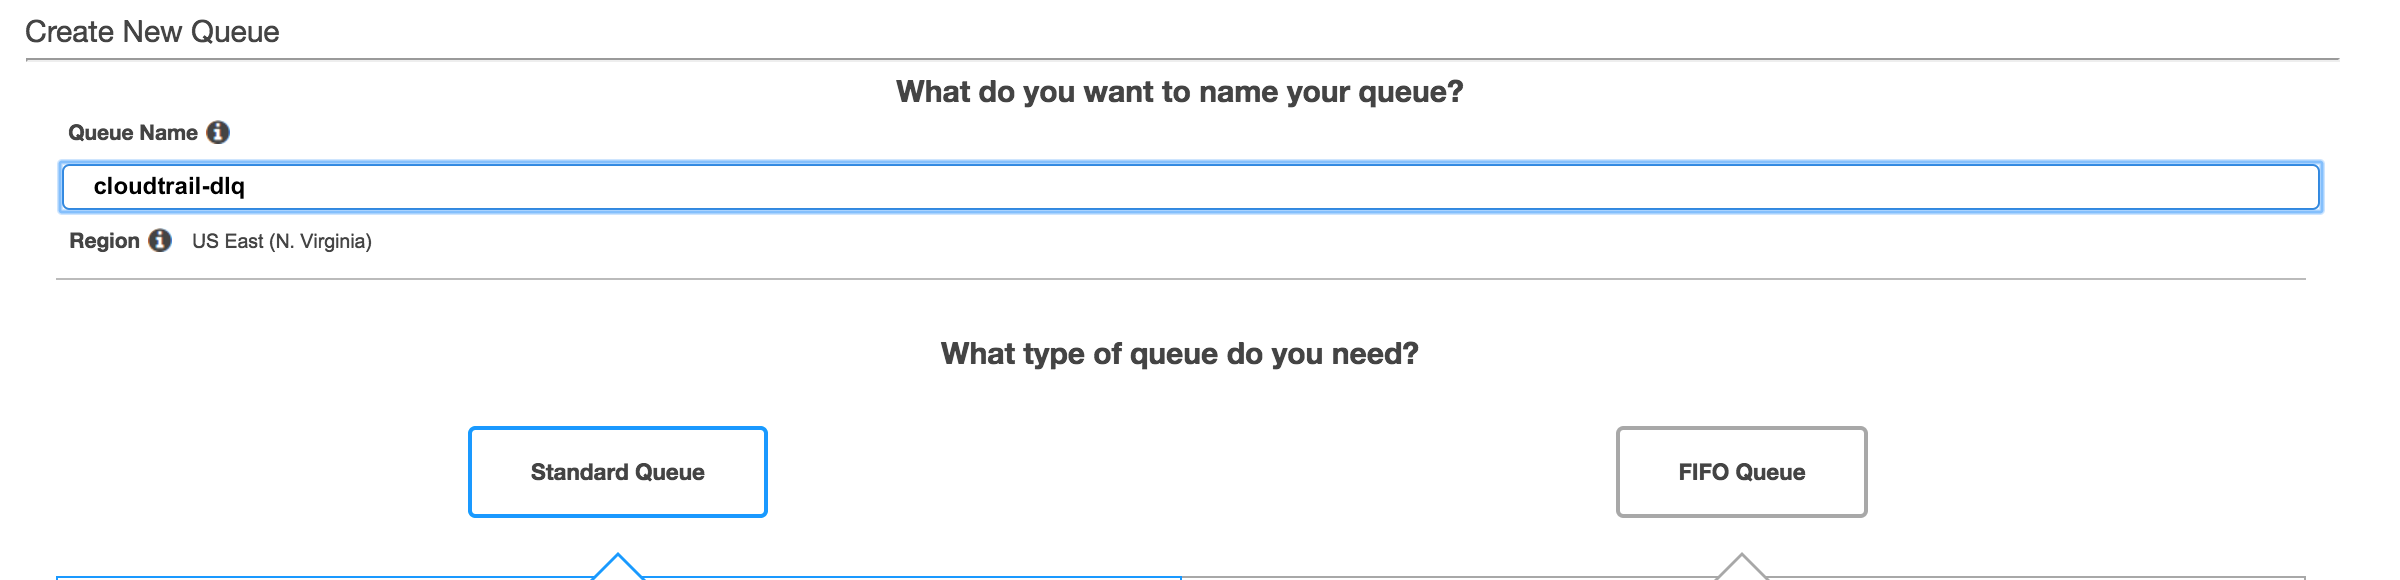 Create New Queue
What do you want to name your queue?
Queue Name
cloudtrail-dlq
Region US East (N. Virginia)
What type of queue do you need?
Standard Queue FIFO Queue